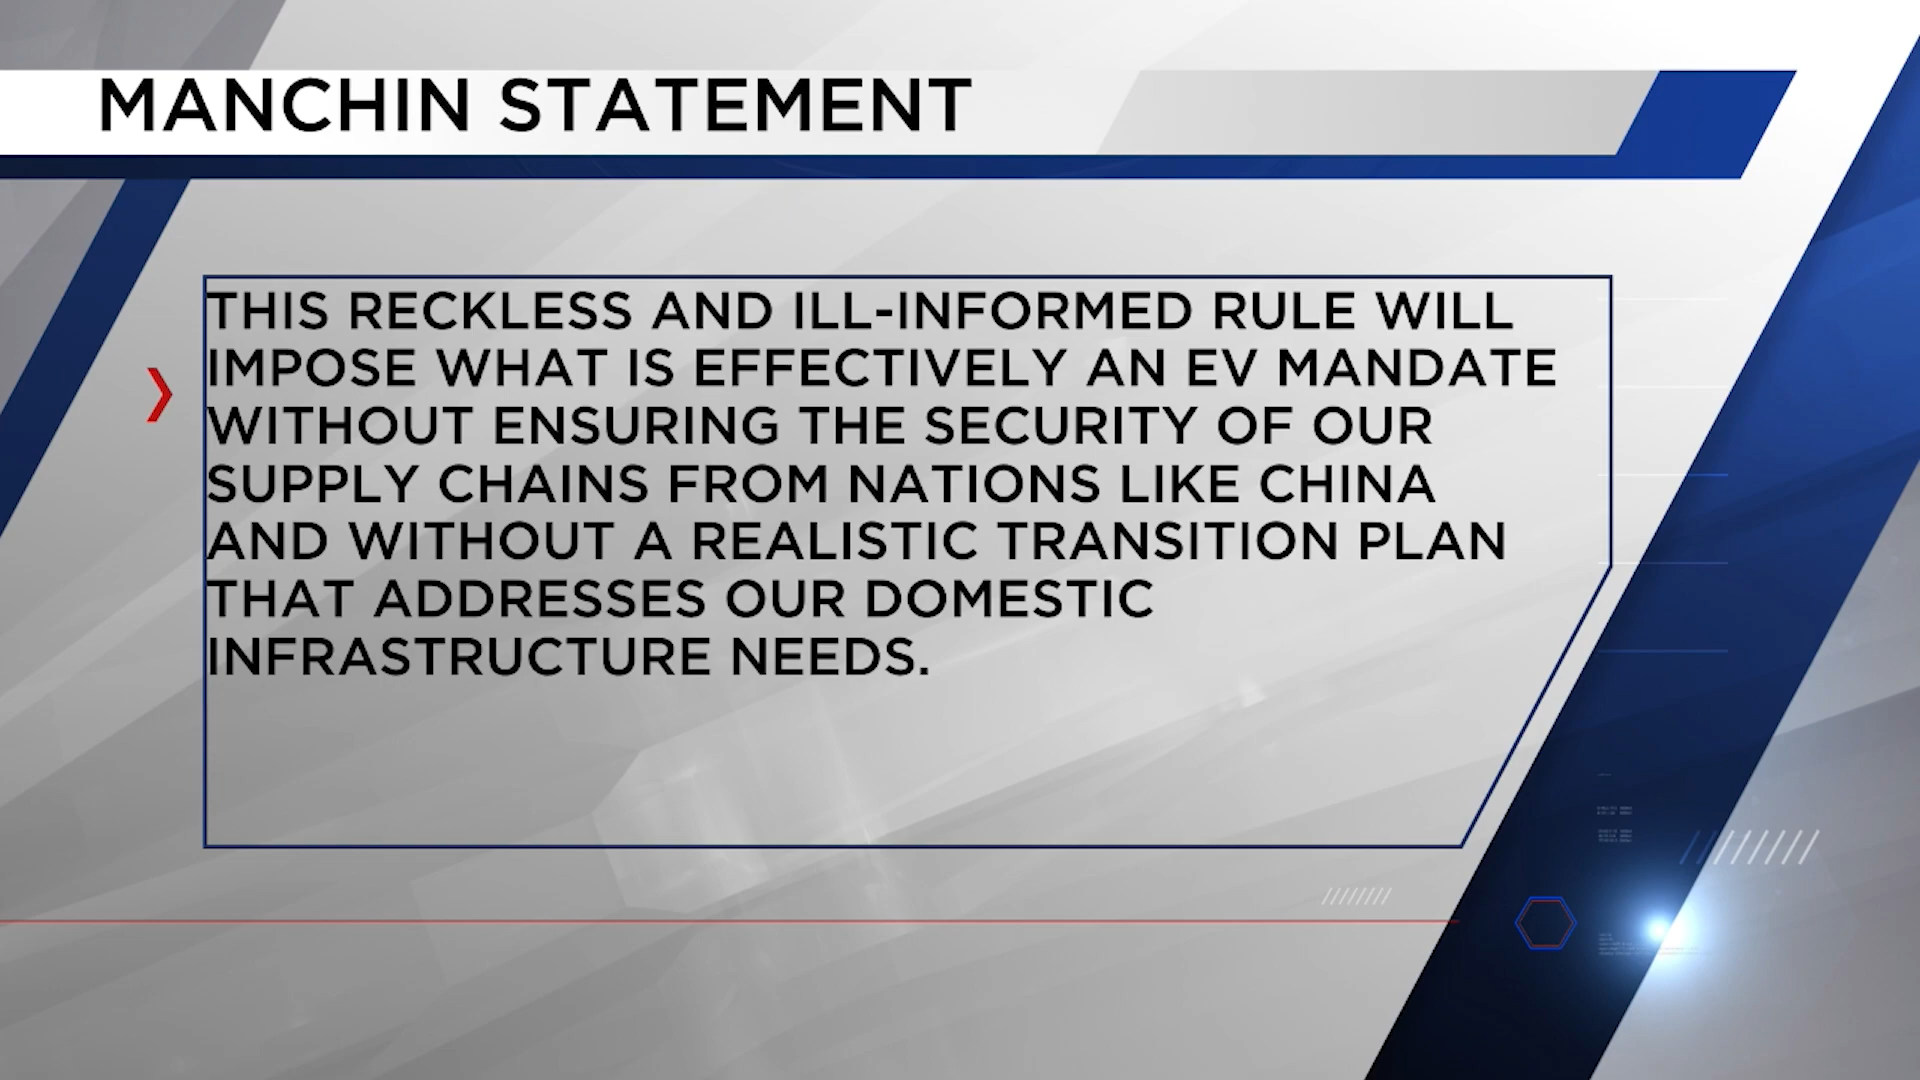 MANCHIN STATEMENT
THIS RECKLESS AND ILL-INFORMED RULE WILL
IMPOSE WHAT IS EFFECTIVELY AN EV MANDATE
WITHOUT ENSURING THE SECURITY OF OUR
SUPPLY CHAINS FROM NATIONS LIKE CHINA
AND WITHOUT A REALISTIC TRANSITION PLAN
THAT ADDRESSES OUR DOMESTIC
INFRASTRUCTURE NEEDS.